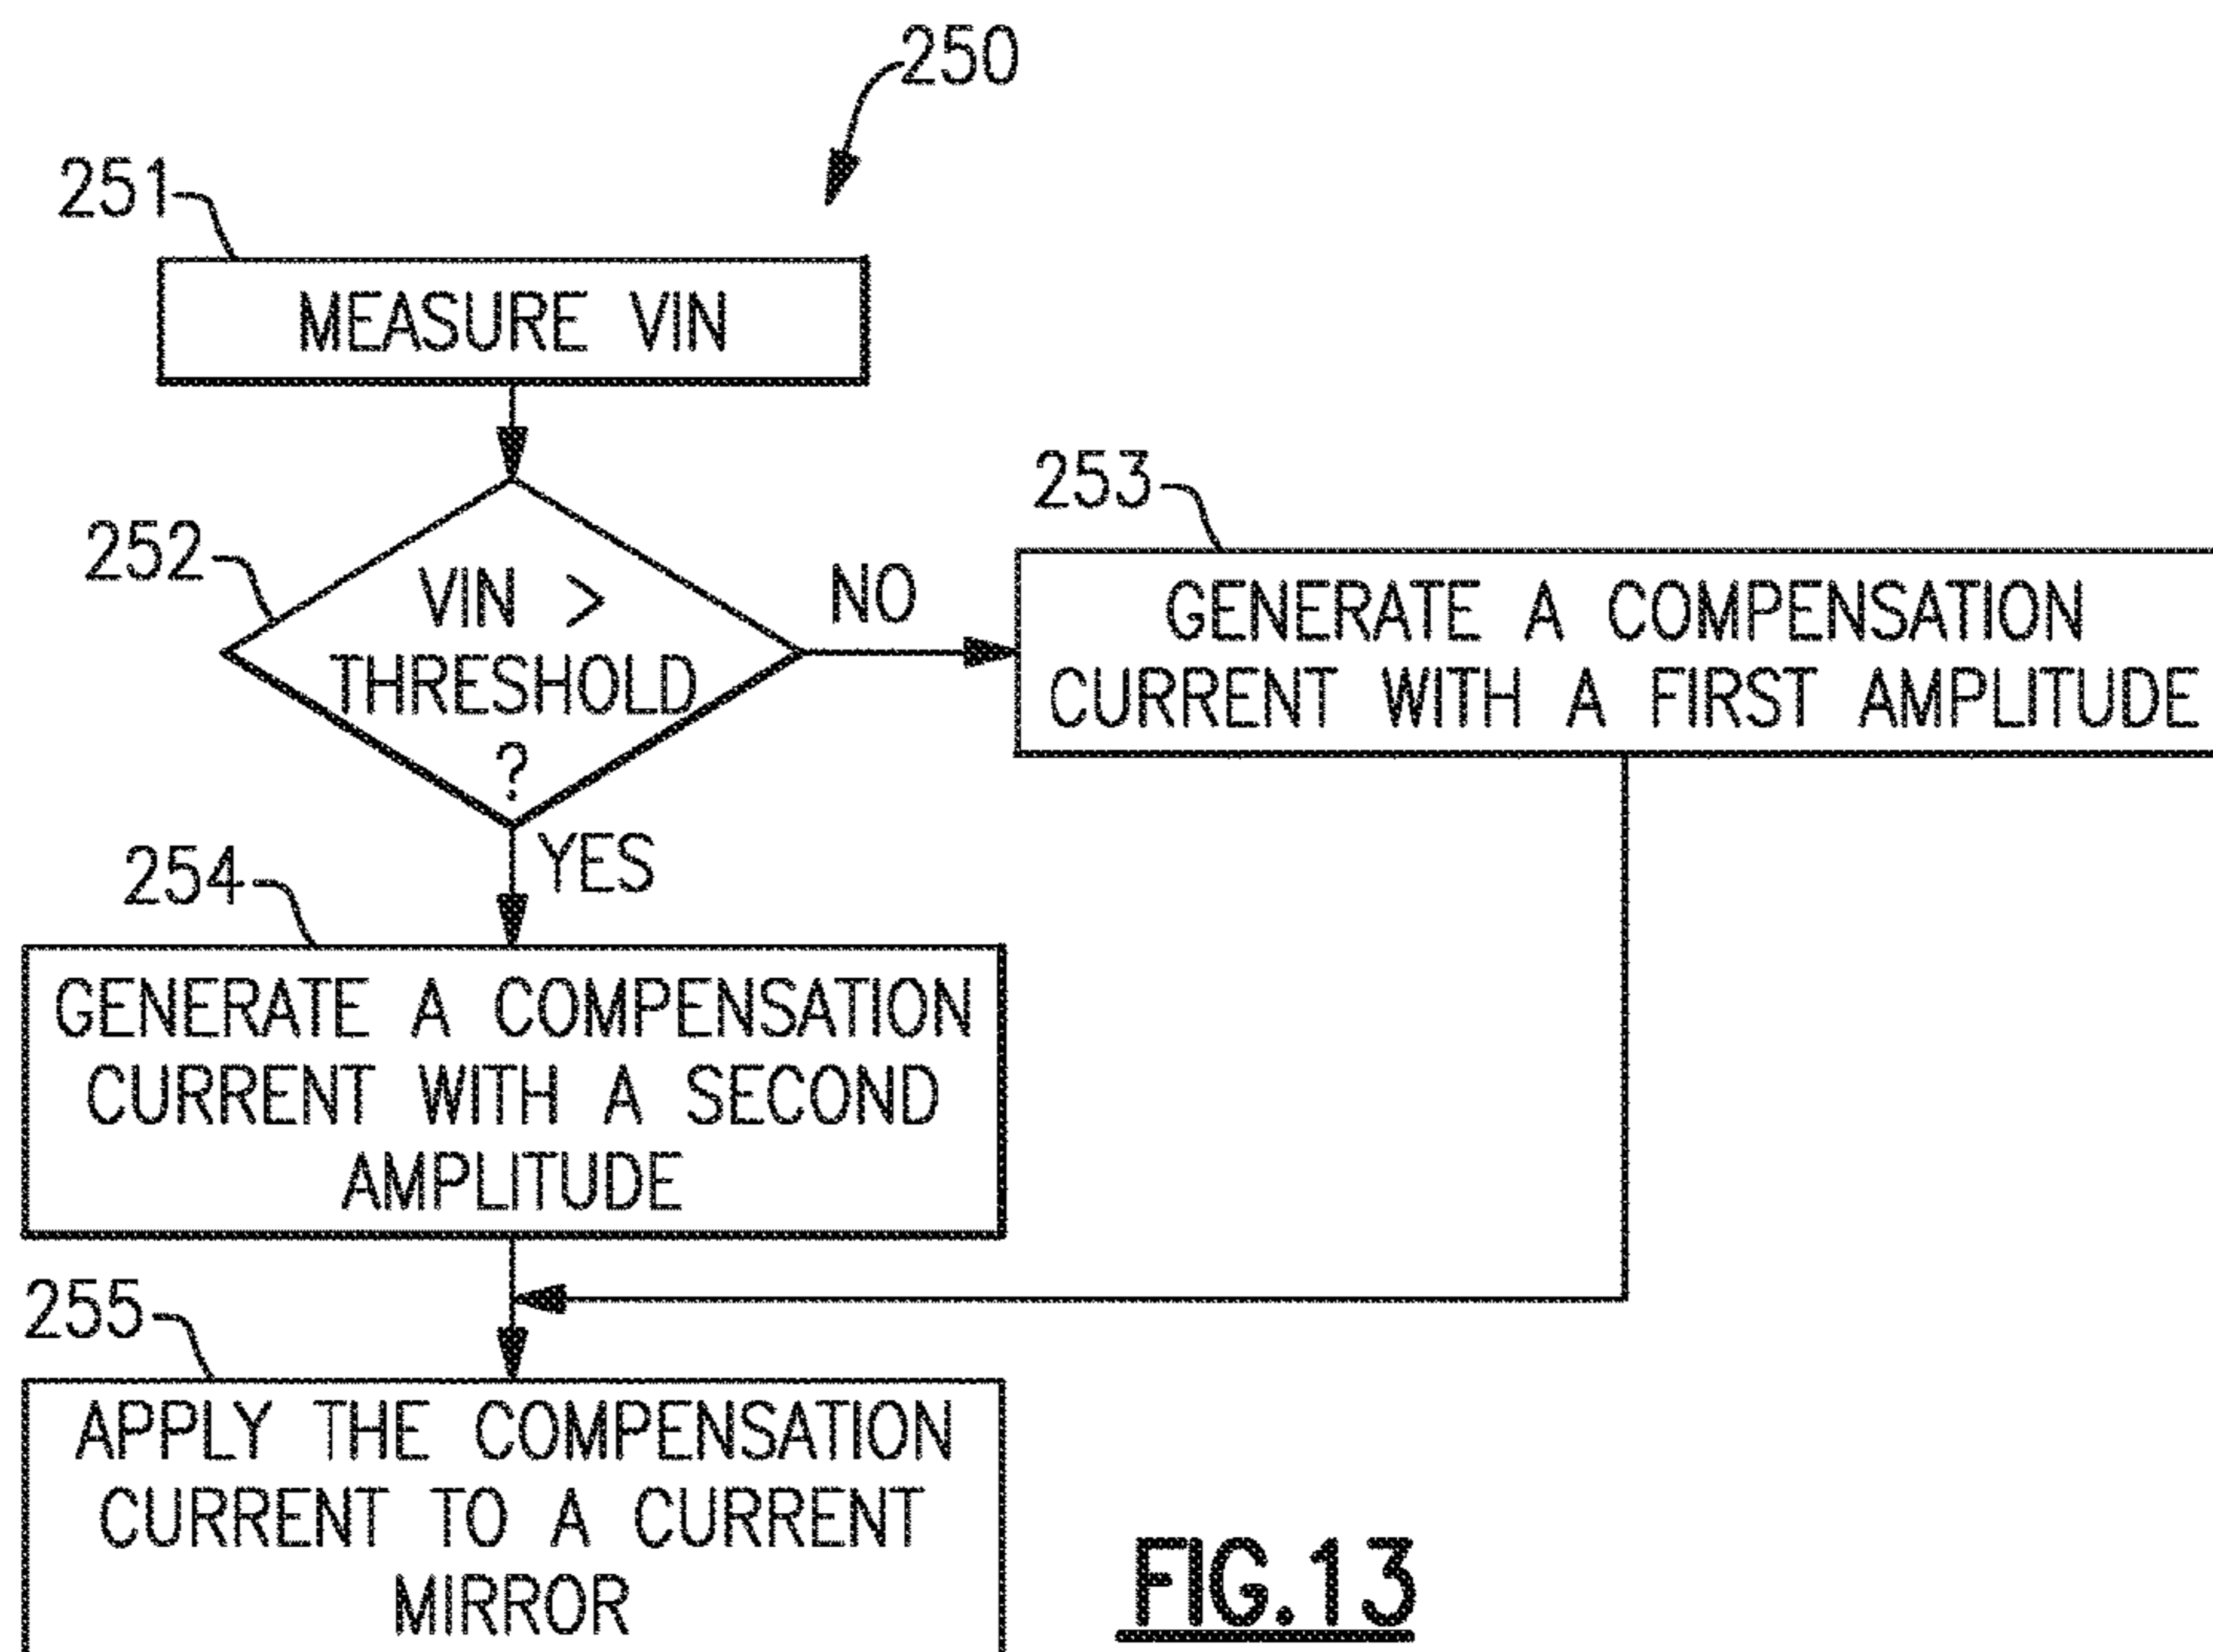 250
251
MEASURE VIN
252
VIN >
THRESHOLD
?
NO
253
GENERATE A COMPENSATION
CURRENT WITH A FIRST AMPLITUDE
YES
254
GENERATE A COMPENSATION
CURRENT WITH A SECOND
AMPLITUDE
255
APPLY THE COMPENSATION
CURRENT TO A CURRENT
MIRROR
FIG.13